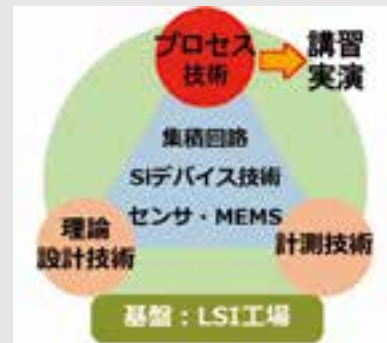 プロセス
技術
講習
実演
集積回路
Siデバイス技術
センサ・MEMS
理論
設計技術
計測技術
基盤：LSI工場